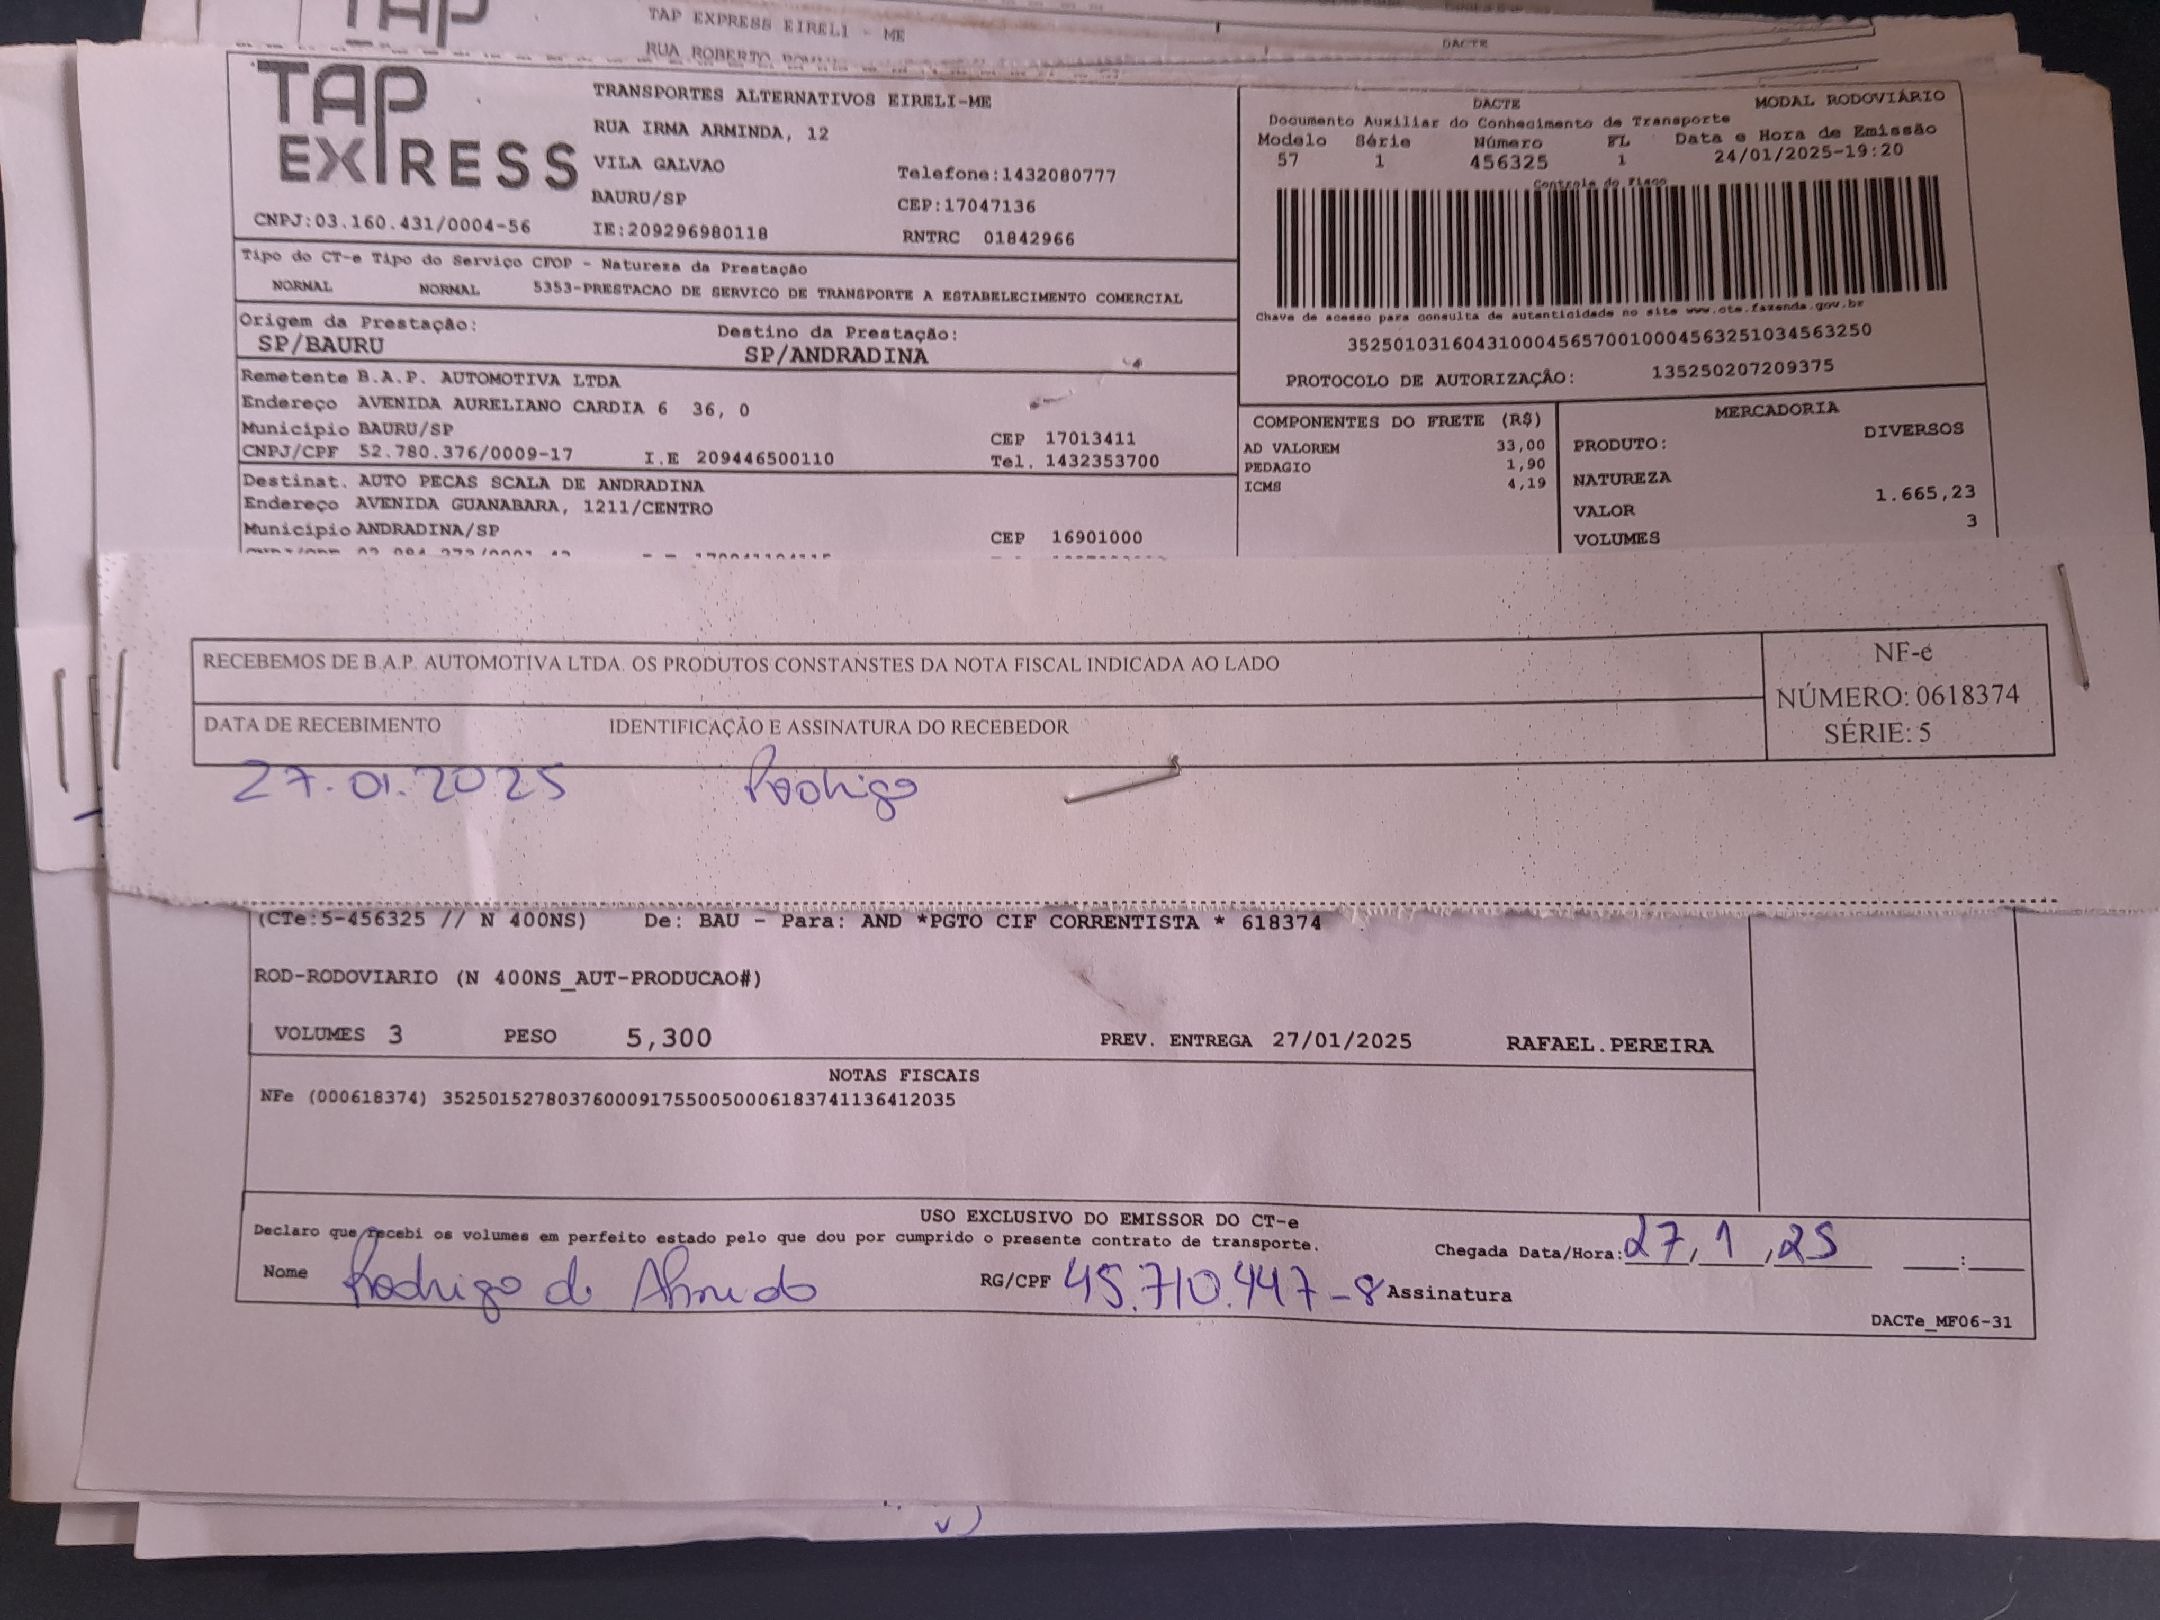 TAP EXPRESS EIRELI - ME
RUA ROBERTO
DACTE
TAP EXPRESS
TRANSPORTES ALTERNATIVOS EIRELI-ME
RUA IRMA ARMINDA, 12
VILA GALVAO
Telefone:1432080777
BAURU/SP
CEP:17047136
CNPJ:03.160.431/0004-56
IE:209296980118
RNTRC 01842966
DACTE MODAL RODOVIÁRIO
Documento Auxiliar do Conhecimento de Transporte
Modelo Série Número FL Data e Hora de Emissão
57 1 456325 1 24/01/2025-19:20
Controle do Fisco
Chave de acesso para consulta de autenticidade no site www.cte.fazenda.gov.br
35250103160431000456570010004563251034563250
PROTOCOLO DE AUTORIZAÇÃO: 135250207209375
Tipo do CT-e Tipo do Serviço CFOP - Natureza da Prestação
NORMAL NORMAL 5353-PRESTACAO DE SERVICO DE TRANSPORTE A ESTABELECIMENTO COMERCIAL
Origem da Prestação: Destino da Prestação:
SP/BAURU SP/ANDRADINA
Remetente B.A.P. AUTOMOTIVA LTDA
Endereço AVENIDA AURELIANO CARDIA 6 36, 0
Município BAURU/SP CEP 17013411
CNPJ/CPF 52.780.376/0009-17 I.E 209446500110 Tel. 1432353700
Destinat. AUTO PECAS SCALA DE ANDRADINA
Endereço AVENIDA GUANABARA, 1211/CENTRO
Município ANDRADINA/SP CEP 16901000
COMPONENTES DO FRETE (R$)
AD VALOREM 33,00
PEDAGIO 1,90
ICMS 4,19
MERCADORIA
PRODUTO: DIVERSOS
NATUREZA
VALOR 1.665,23
VOLUMES 3
RECEBEMOS DE B.A.P. AUTOMOTIVA LTDA. OS PRODUTOS CONSTANSTES DA NOTA FISCAL INDICADA AO LADO
DATA DE RECEBIMENTO IDENTIFICAÇÃO E ASSINATURA DO RECEBEDOR
NF-e
NÚMERO: 0618374
SÉRIE: 5
27.01.2025 Rodrigo
(CTe:5-456325 // N 400NS) De: BAU - Para: AND *PGTO CIF CORRENTISTA * 618374
ROD-RODOVIARIO (N 400NS_AUT-PRODUCAO#)
VOLUMES 3 PESO 5,300 PREV. ENTREGA 27/01/2025 RAFAEL.PEREIRA
NOTAS FISCAIS
NFe (000618374) 35250152780376000917550050006183741136412035
USO EXCLUSIVO DO EMISSOR DO CT-e
Declaro que recebi os volumes em perfeito estado pelo que dou por cumprido o presente contrato de transporte.
Chegada Data/Hora: 27, 1, 25 :
Nome Rodrigo de Almeida RG/CPF 45.710.447-8 Assinatura
DACTe_MF06-31